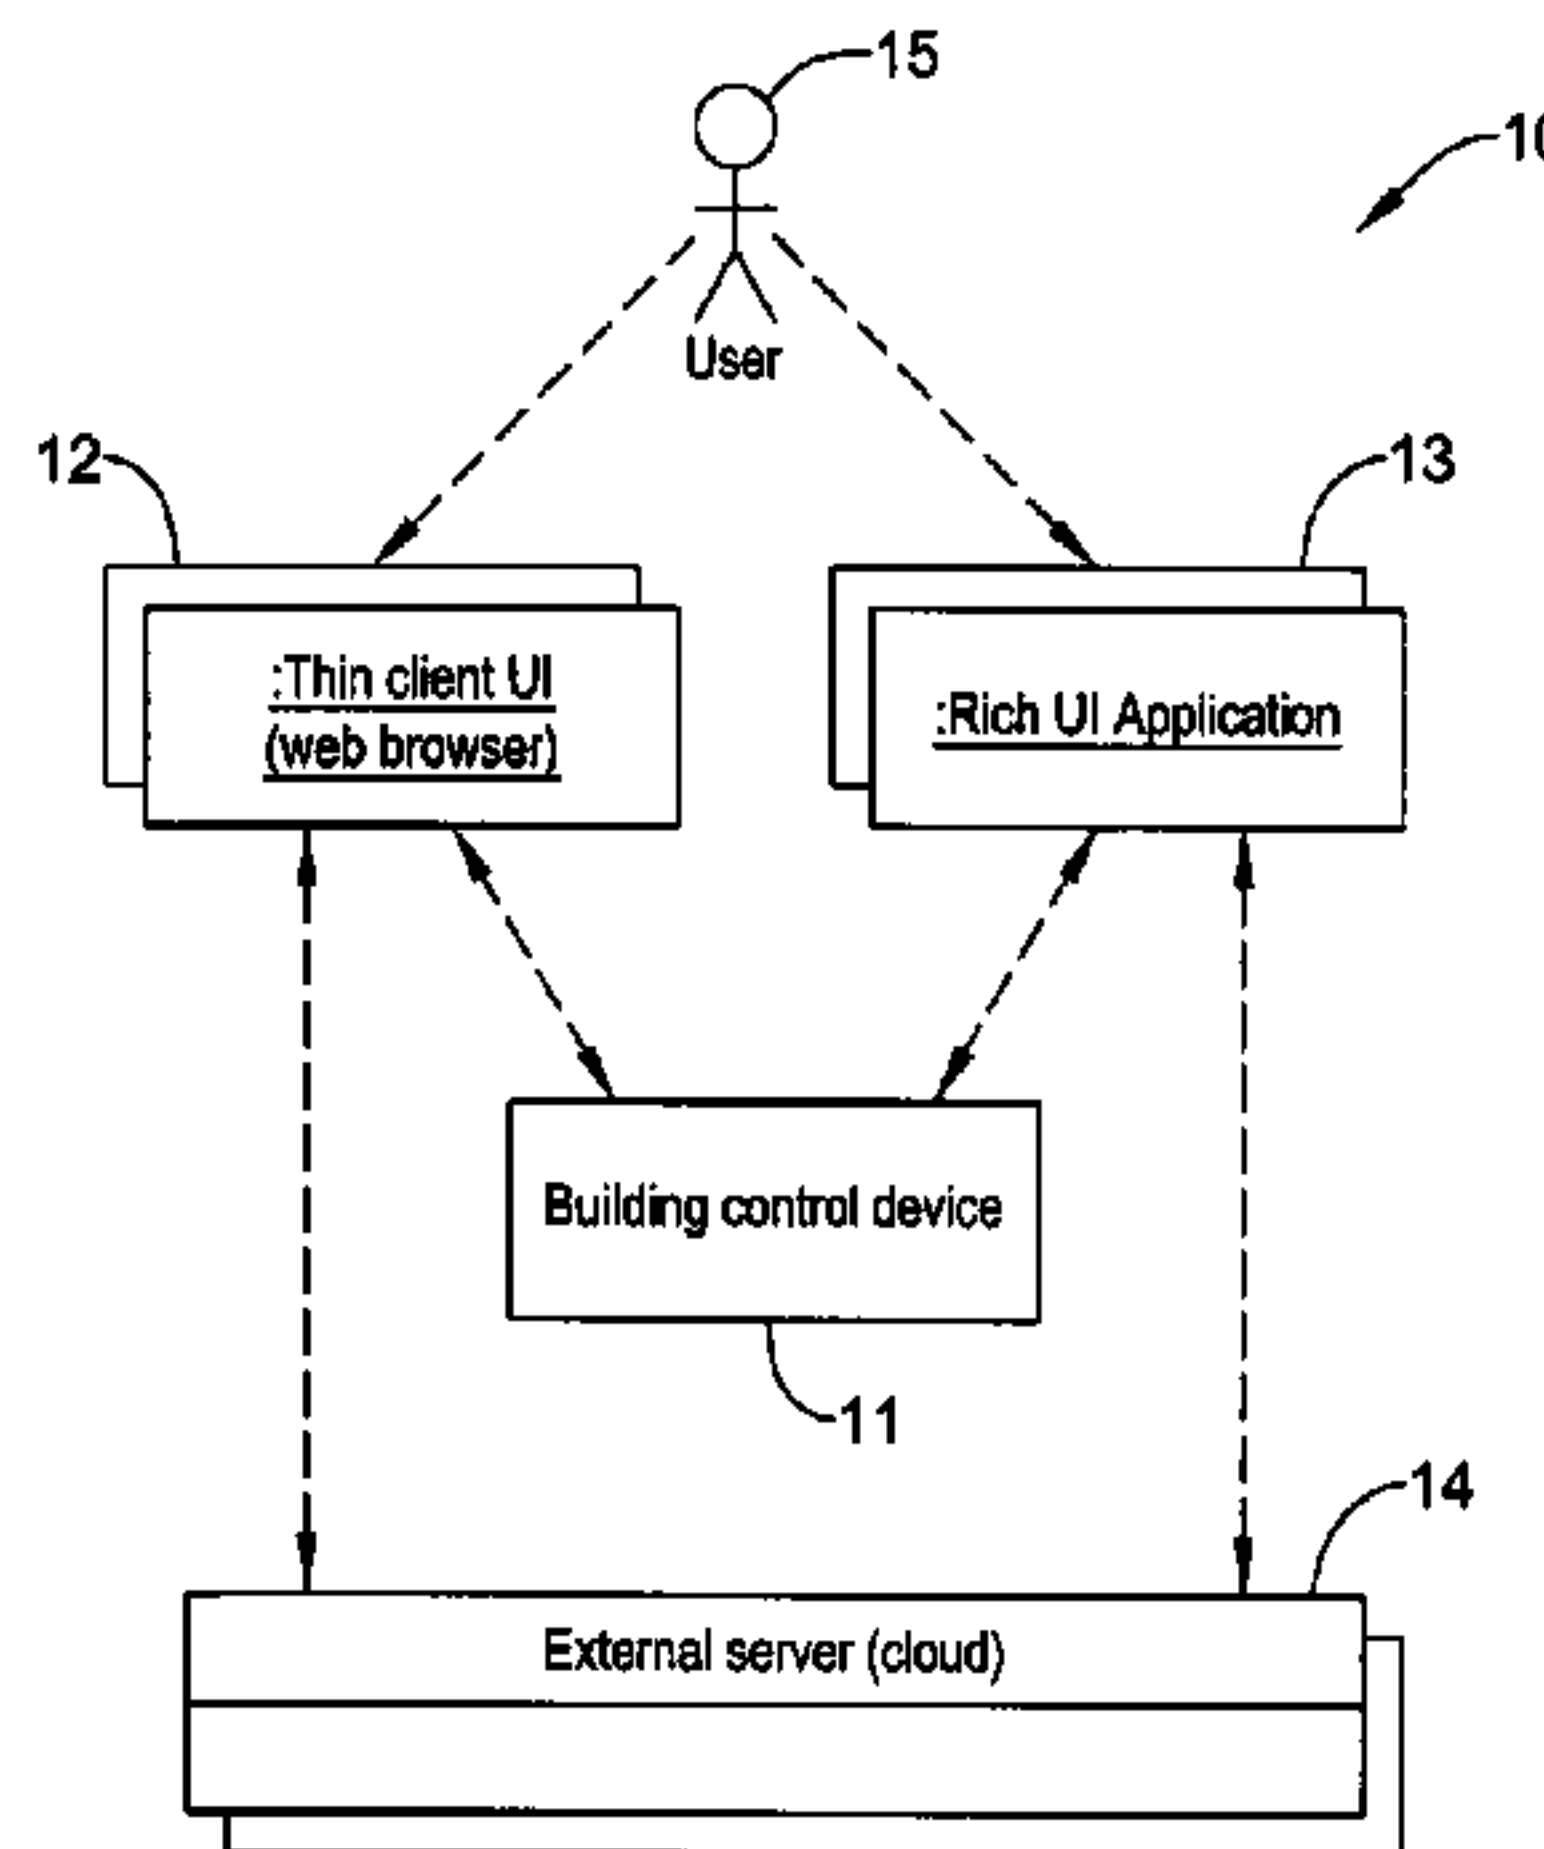 15
10
User
12
13
:Thin client UI
(web browser)
:Rich UI Application
Building control device
11
14
External server (cloud)